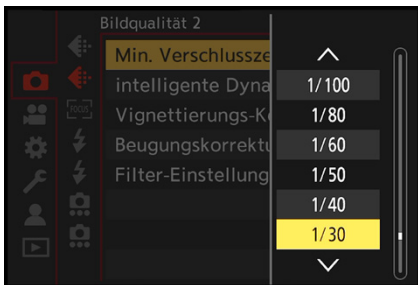 Bildqualität 2
Min. Verschlussze
intelligente Dyna
Vignettierungs-K
Beugungskorrektu
Filter-Einstellung
1/100
1/80
1/60
1/50
1/40
1/30
FOCUS